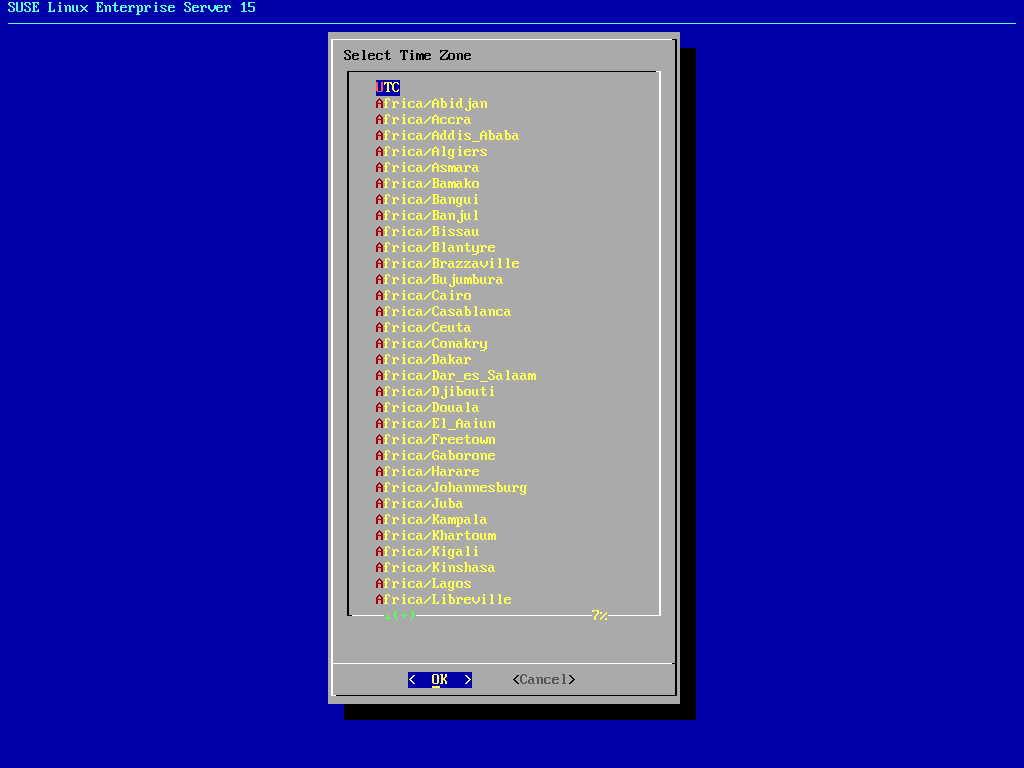 SUSE Linux Enterprise Server 15
Select Time Zone
UTC
Africa/Abidjan
Africa/Accra
Africa/Addis_Ababa
Africa/Algiers
Africa/Asmara
Africa/Bamako
Africa/Bangui
Africa/Banjul
Africa/Bissau
Africa/Blantyre
Africa/Brazzaville
Africa/Bujumbura
Africa/Cairo
Africa/Casablanca
Africa/Ceuta
Africa/Conakry
Africa/Dakar
Africa/Dar_es_Salaam
Africa/Djibouti
Africa/Douala
Africa/El_Aaiun
Africa/Freetown
Africa/Gaborone
Africa/Harare
Africa/Johannesburg
Africa/Juba
Africa/Kampala
Africa/Khartoum
Africa/Kigali
Africa/Kinshasa
Africa/Lagos
Africa/Libreville
7%
< OK > <Cancel>